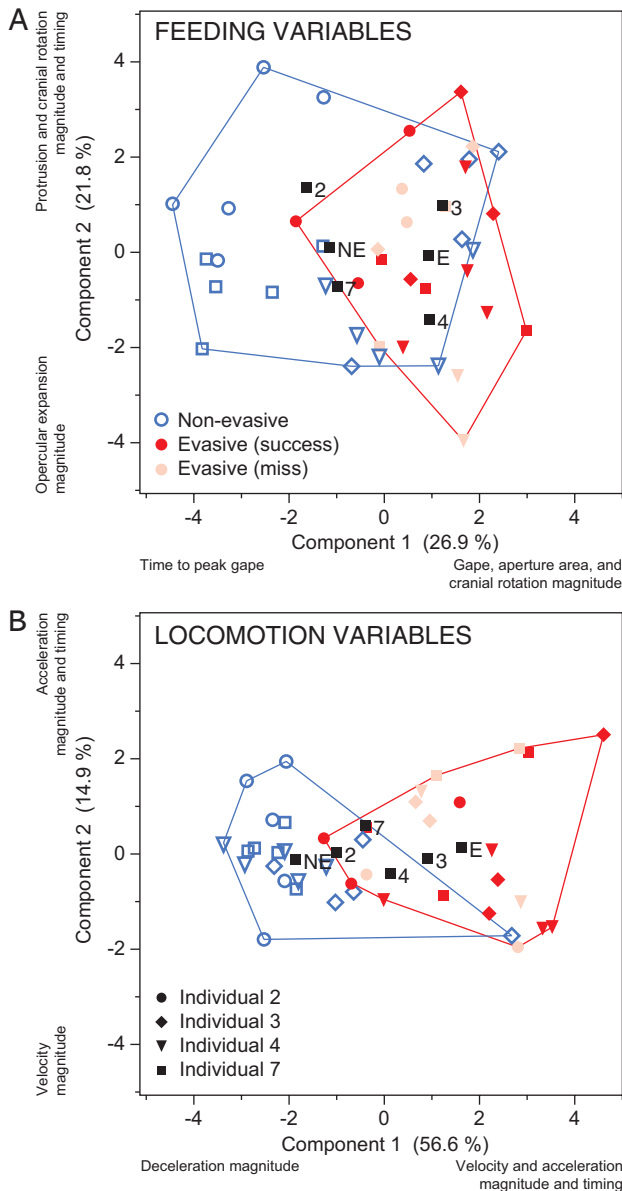 A
FEEDING VARIABLES
Protrusion and cranial rotation
magnitude and timing
Component 2 (21.8 %)
Opercular expansion
magnitude
4
2
0
-2
-4
2
3
NE
E
7
4
Non-evasive
Evasive (success)
Evasive (miss)
-4
-2
0
2
4
Component 1 (26.9 %)
Time to peak gape
Gape, aperture area, and
cranial rotation magnitude
B
LOCOMOTION VARIABLES
Acceleration
magnitude and timing
Component 2 (14.9 %)
Velocity
magnitude
4
2
0
-2
-4
7
NE
2
4
3
E
Individual 2
Individual 3
Individual 4
Individual 7
-4
-2
0
2
4
Component 1 (56.6 %)
Deceleration magnitude
Velocity and acceleration
magnitude and timing